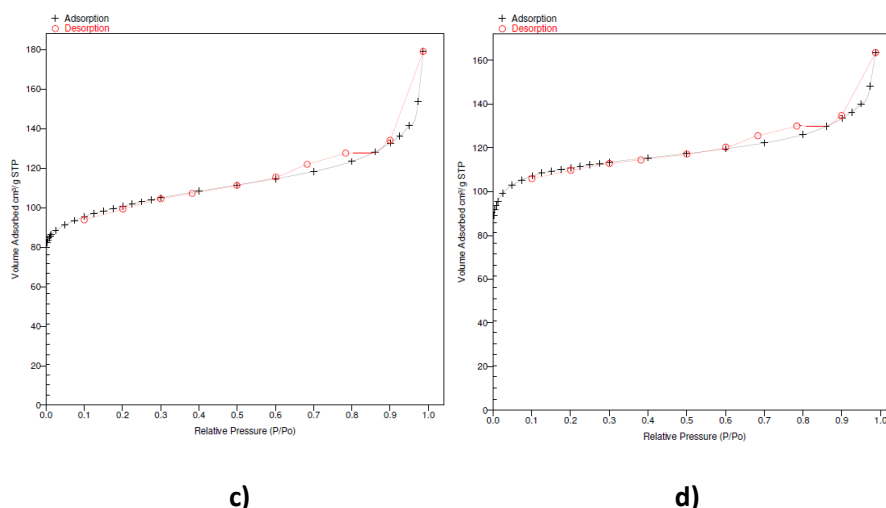 + Adsorption
○ Desorption
180
160
140
120
100
80
60
40
20
0
Volume Adsorbed cm³/g STP
0.0 0.1 0.2 0.3 0.4 0.5 0.6 0.7 0.8 0.9 1.0
Relative Pressure (P/Po)
c)
+ Adsorption
○ Desorption
160
140
120
100
80
60
40
20
0
Volume Adsorbed cm³/g STP
0.0 0.1 0.2 0.3 0.4 0.5 0.6 0.7 0.8 0.9 1.0
Relative Pressure (P/Po)
d)